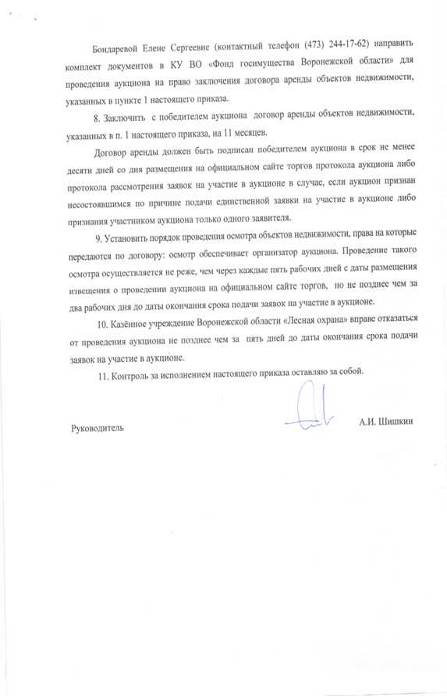 Бондаревой Елене Сергеевне (контактный телефон (473) 244-17-62) направить
комплект документов в КУ ВО «Фонд госимущества Воронежской области» для
проведения аукциона на право заключения договора аренды объектов недвижимости,
указанных в пункте 1 настоящего приказа.
8. Заключить с победителем аукциона договор аренды объектов недвижимости,
указанных в п. 1 настоящего приказа, на 11 месяцев.
Договор аренды должен быть подписан победителем аукциона в срок не менее
десяти дней со дня размещения на официальном сайте торгов протокола аукциона либо
протокола рассмотрения заявок на участие в аукционе в случае, если аукцион признан
несостоявшимся по причине подачи единственной заявки на участие в аукционе либо
признания участником аукциона только одного заявителя.
9. Установить порядок проведения осмотра объектов недвижимости, права на которые
передаются по договору: осмотр обеспечивает организатор аукциона. Проведение такого
осмотра осуществляется не реже, чем через каждые пять рабочих дней с даты размещения
извещения о проведении аукциона на официальном сайте торгов, но не позднее чем за
два рабочих дня до даты окончания срока подачи заявок на участие в аукционе.
10. Казённое учреждение Воронежской области «Лесная охрана» вправе отказаться
от проведения аукциона не позднее чем за пять дней до даты окончания срока подачи
заявок на участие в аукционе.
11. Контроль за исполнением настоящего приказа оставляю за собой.
Руководитель
А.И. Шишкин